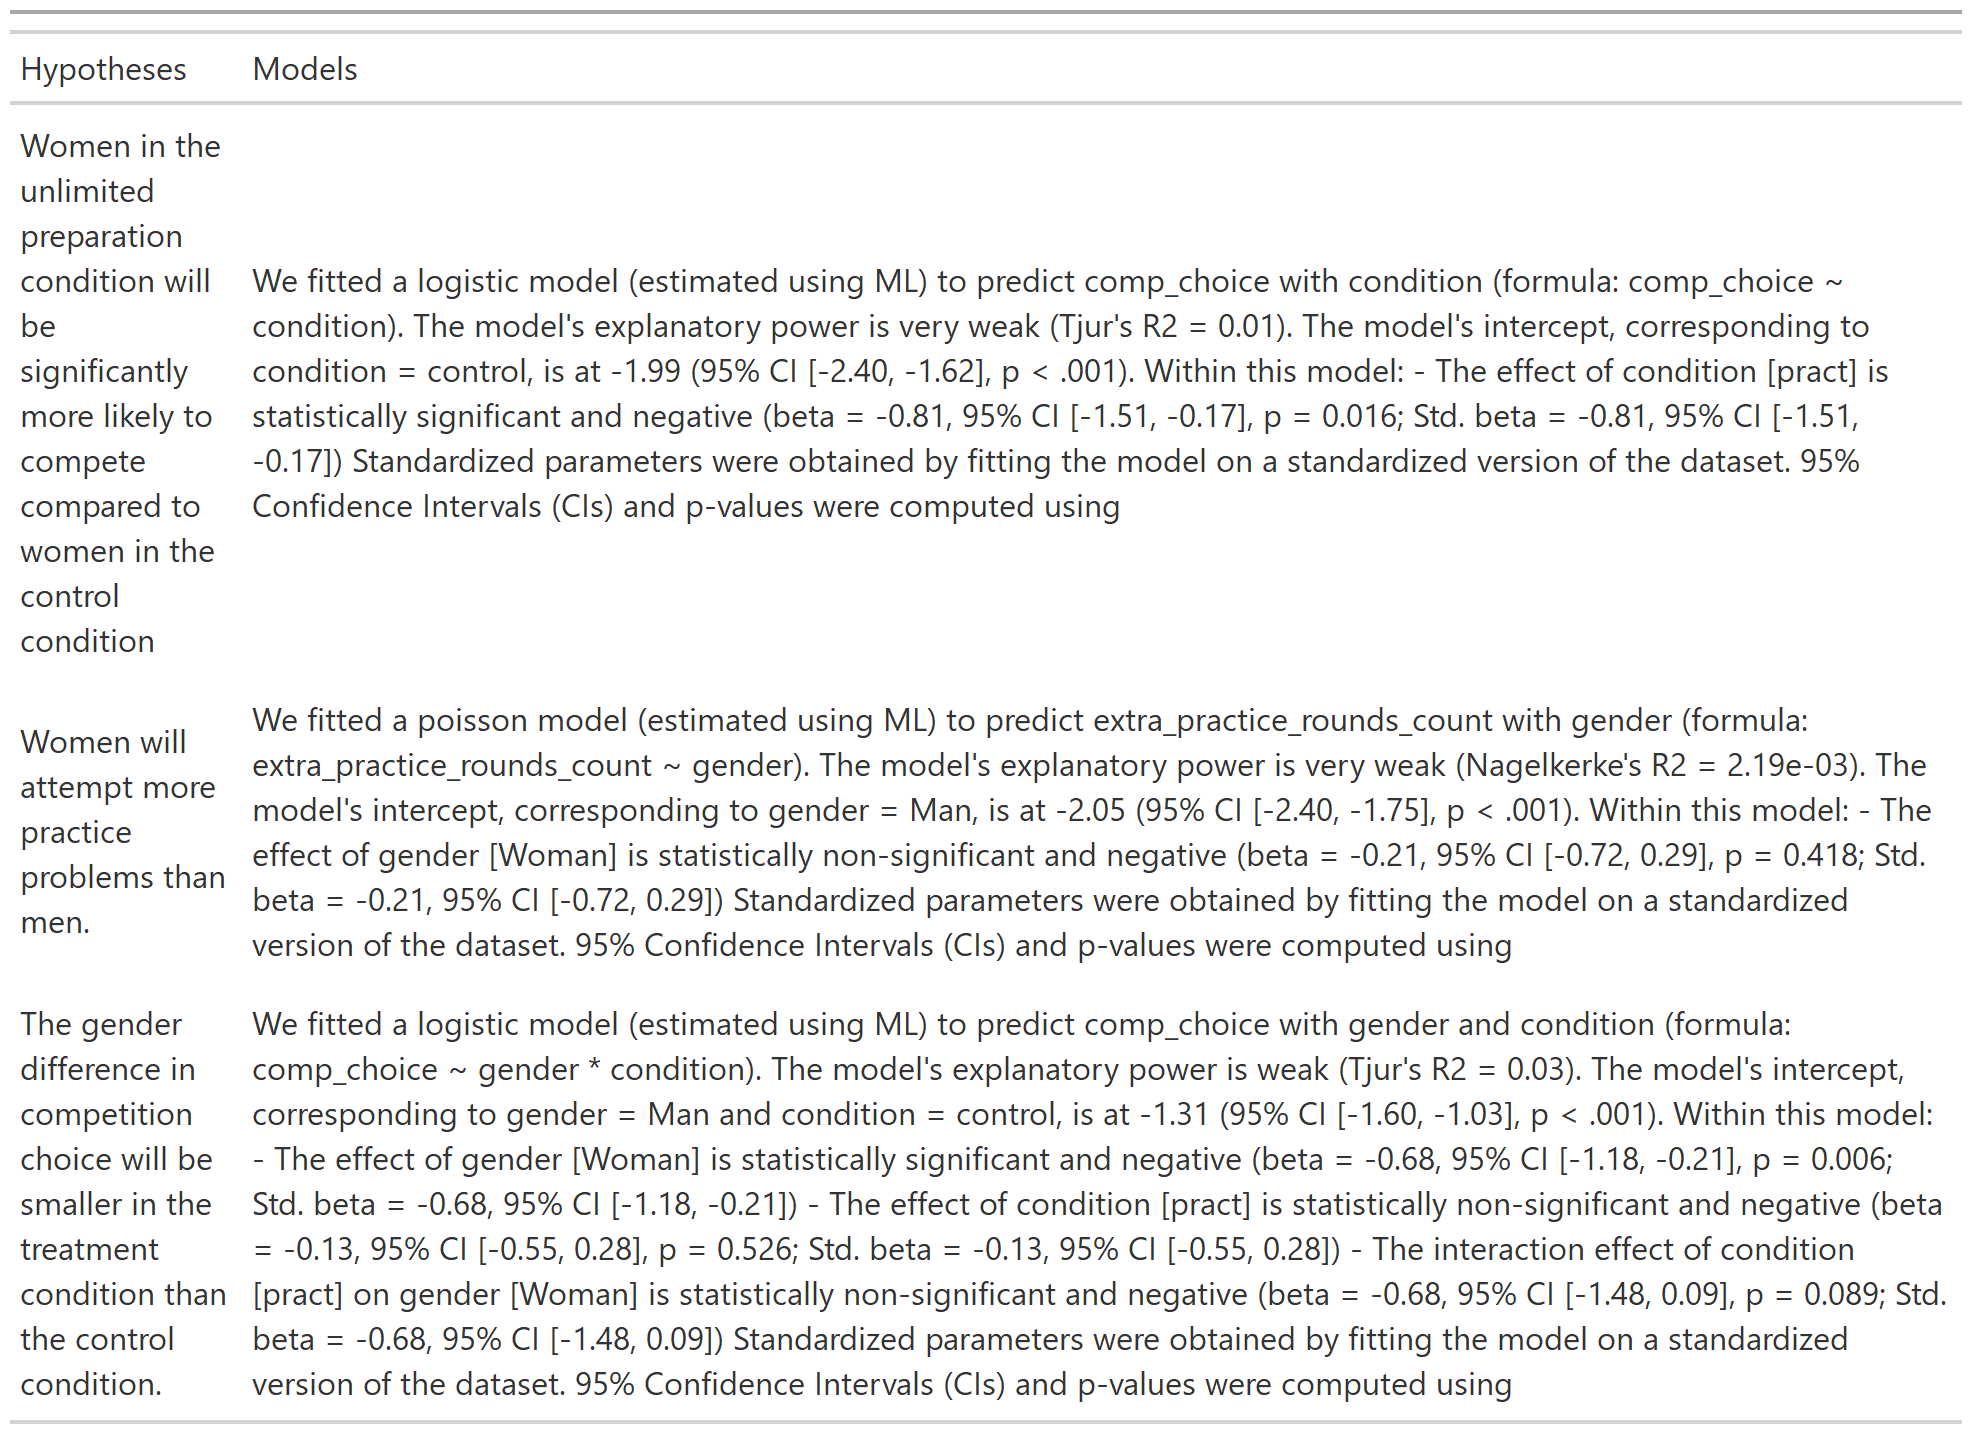 Hypotheses Models
Women in the
unlimited
preparation
condition will
be
significantly
more likely to
compete
compared to
women in the
control
condition
We fitted a logistic model (estimated using ML) to predict comp_choice with condition (formula: comp_choice ~
condition). The model's explanatory power is very weak (Tjur's R2 = 0.01). The model's intercept, corresponding to
condition = control, is at -1.99 (95% CI [-2.40, -1.62], p < .001). Within this model: - The effect of condition [pract] is
statistically significant and negative (beta = -0.81, 95% CI [-1.51, -0.17], p = 0.016; Std. beta = -0.81, 95% CI [-1.51,
-0.17]) Standardized parameters were obtained by fitting the model on a standardized version of the dataset. 95%
Confidence Intervals (CIs) and p-values were computed using
Women will
attempt more
practice
problems than
men.
We fitted a poisson model (estimated using ML) to predict extra_practice_rounds_count with gender (formula:
extra_practice_rounds_count ~ gender). The model's explanatory power is very weak (Nagelkerke's R2 = 2.19e-03). The
model's intercept, corresponding to gender = Man, is at -2.05 (95% CI [-2.40, -1.75], p < .001). Within this model: - The
effect of gender [Woman] is statistically non-significant and negative (beta = -0.21, 95% CI [-0.72, 0.29], p = 0.418; Std.
beta = -0.21, 95% CI [-0.72, 0.29]) Standardized parameters were obtained by fitting the model on a standardized
version of the dataset. 95% Confidence Intervals (CIs) and p-values were computed using
The gender
difference in
competition
choice will be
smaller in the
treatment
condition than
the control
condition.
We fitted a logistic model (estimated using ML) to predict comp_choice with gender and condition (formula:
comp_choice ~ gender * condition). The model's explanatory power is weak (Tjur's R2 = 0.03). The model's intercept,
corresponding to gender = Man and condition = control, is at -1.31 (95% CI [-1.60, -1.03], p < .001). Within this model:
- The effect of gender [Woman] is statistically significant and negative (beta = -0.68, 95% CI [-1.18, -0.21], p = 0.006;
Std. beta = -0.68, 95% CI [-1.18, -0.21]) - The effect of condition [pract] is statistically non-significant and negative (beta
= -0.13, 95% CI [-0.55, 0.28], p = 0.526; Std. beta = -0.13, 95% CI [-0.55, 0.28]) - The interaction effect of condition
[pract] on gender [Woman] is statistically non-significant and negative (beta = -0.68, 95% CI [-1.48, 0.09], p = 0.089; Std.
beta = -0.68, 95% CI [-1.48, 0.09]) Standardized parameters were obtained by fitting the model on a standardized
version of the dataset. 95% Confidence Intervals (CIs) and p-values were computed using